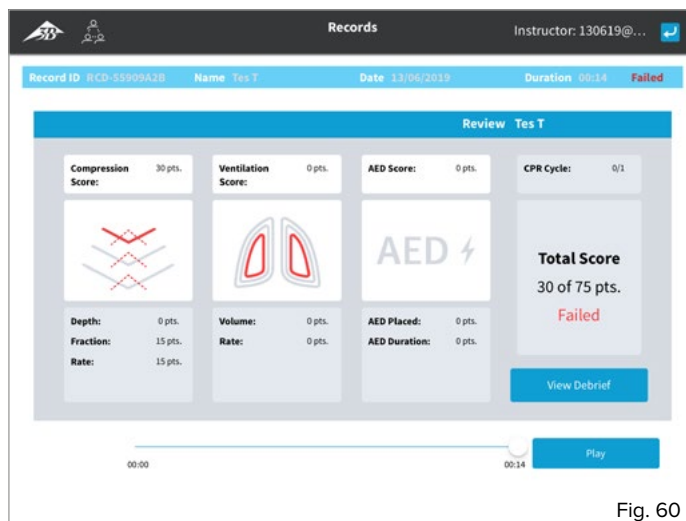 3B Records Instructor: 130619@...
Record ID RCD-55909A2B Name Tes T Date 13/06/2019 Duration 00:14 Failed
Review Tes T
Compression Score: 30 pts.
Ventilation Score: 0 pts.
AED Score: 0 pts.
CPR Cycle: 0/1
AED
Total Score
30 of 75 pts.
Failed
Depth: 0 pts.
Fraction: 15 pts.
Rate: 15 pts.
Volume: 0 pts.
Rate: 0 pts.
AED Placed: 0 pts.
AED Duration: 0 pts.
View Debrief
00:00 00:14 Play
Fig. 60